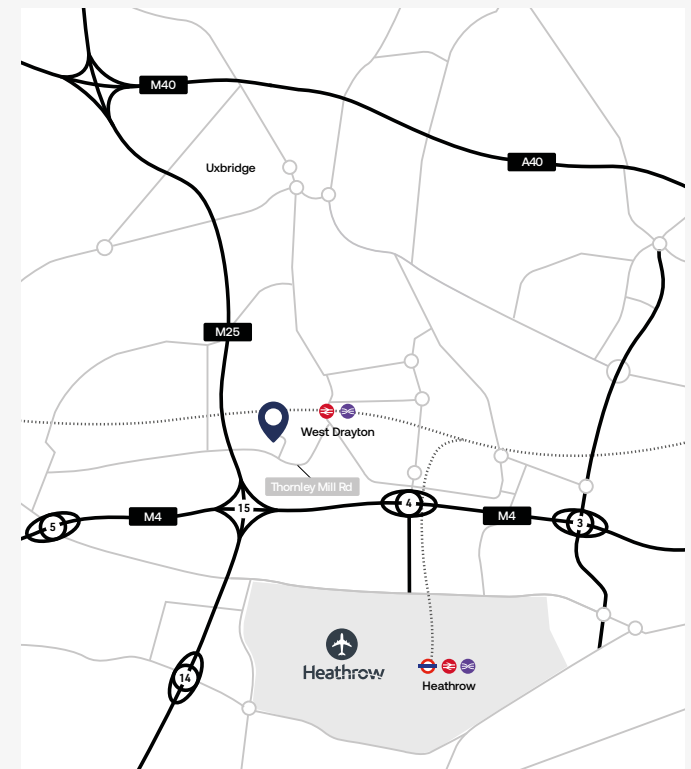 M40
A40
Uxbridge
M25
West Drayton
Thornley Mill Rd
15
4
M4
M4
5
3
Heathrow
Heathrow
14